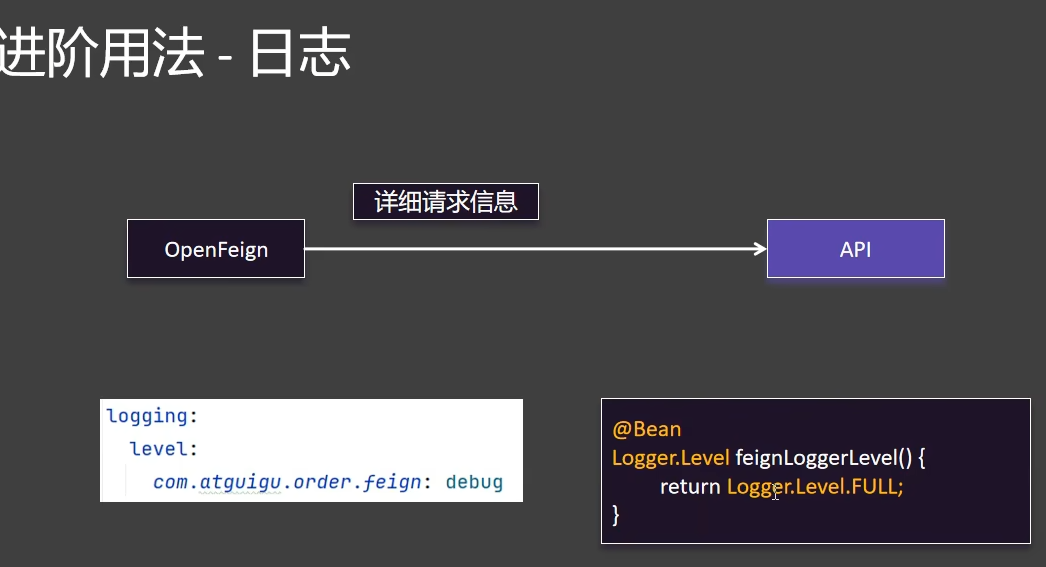 进阶用法 - 日志
详细请求信息
OpenFeign
API
logging:
level:
com.atguigu.order.feign: debug
@Bean
Logger.Level feignLoggerLevel() {
return Logger.Level.FULL;
}